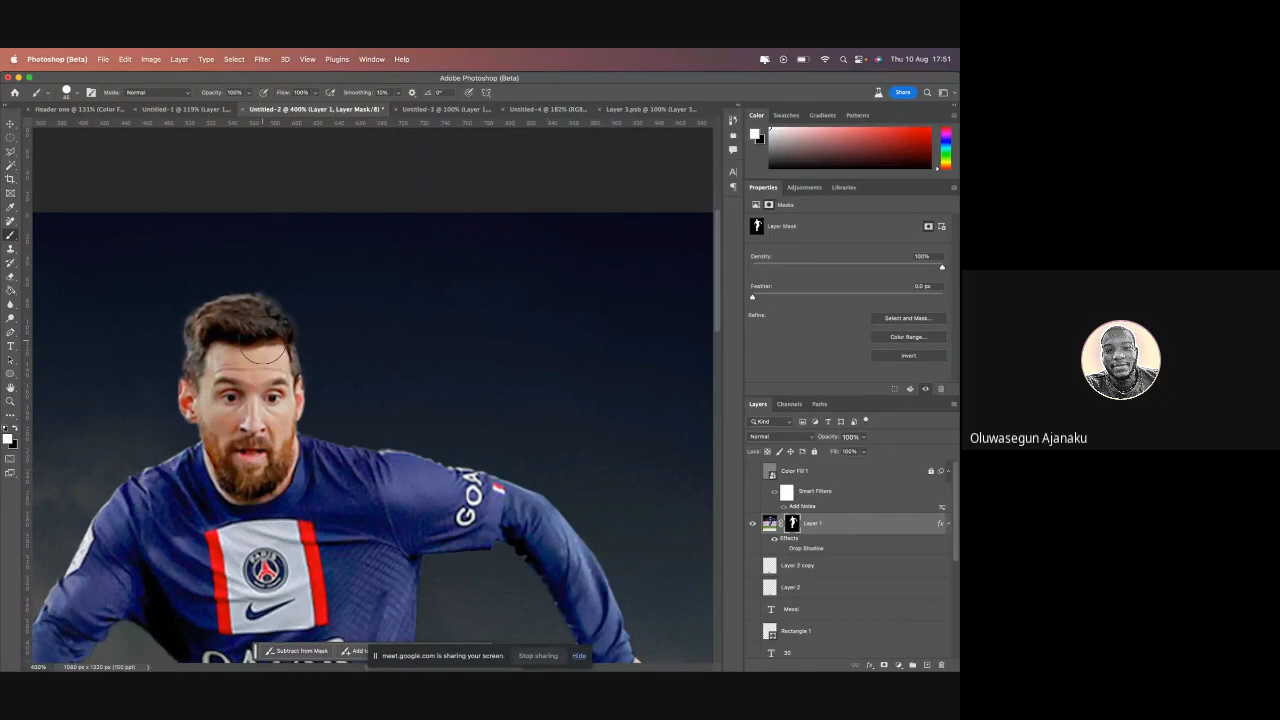 Photoshop (Beta) File Edit Image Layer Type Select Filter 3D View Plugins Window Help Thu 10 Aug 17:51
Adobe Photoshop (Beta)
Mode: Normal Opacity: 100% Flow: 100% Smoothing: 10% 0° Share
Header one @ 131% (Color F... Untitled-1 @ 119% (Layer 1... Untitled-2 @ 400% (Layer 1, Layer Mask/8) * Untitled-3 @ 100% (Layer 1,... Untitled-4 @ 182% (RGB... Layer 3.psb @ 100% (Layer 3...
Color Swatches Gradients Patterns
Properties Adjustments Libraries
Masks
Layer Mask
Density: 100%
Feather: 0.0 px
Refine: Select and Mask...
Color Range...
Invert
Layers Channels Paths
Kind
Normal Opacity: 100%
Lock: Fill: 100%
Color Fill 1
Smart Filters
Add Noise
Layer 1 fx
Effects
Drop Shadow
Layer 2 copy
Layer 2
Messi
Rectangle 1
30
GOA
PARIS
Subtract from Mask Add to
meet.google.com is sharing your screen. Stop sharing Hide
400% 1080 px x 1320 px (150 ppi)
Oluwasegun Ajanaku